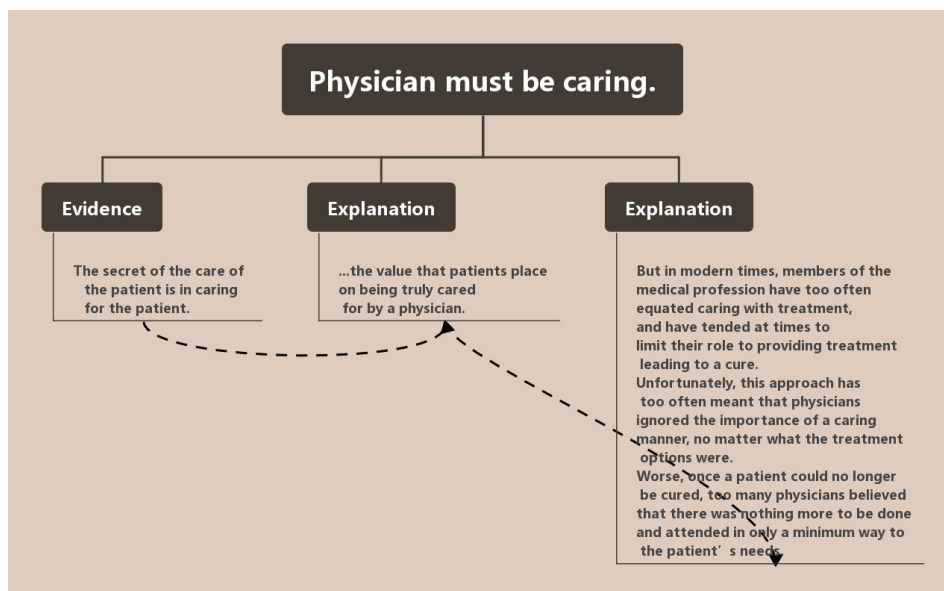 Physician must be caring.
Evidence
The secret of the care of
the patient is in caring
for the patient.
Explanation
...the value that patients place
on being truly cared
for by a physician.
Explanation
But in modern times, members of the
medical profession have too often
equated caring with treatment,
and have tended at times to
limit their role to providing treatment
leading to a cure.
Unfortunately, this approach has
too often meant that physicians
ignored the importance of a caring
manner, no matter what the treatment
options were.
Worse, once a patient could no longer
be cured, too many physicians believed
that there was nothing more to be done
and attended in only a minimum way to
the patient’s needs.